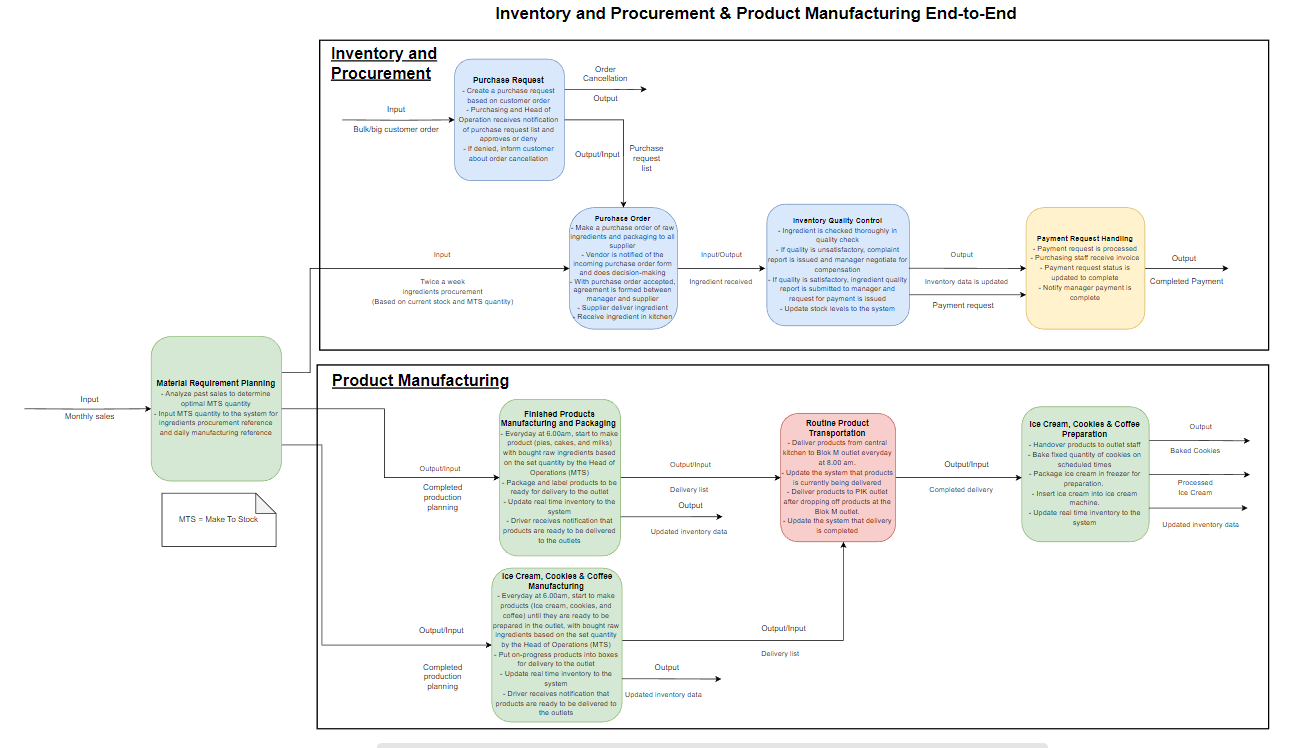 Inventory and Procurement & Product Manufacturing End-to-End
Inventory and
Procurement
Purchase Request
- Create a purchase request
based on customer order
- Purchasing and Head of
Operation receives notification
of purchase request list and
approves or deny
- If denied, inform customer
about order cancellation
Order
Cancellation
Output
Input
Bulk/big customer order
Output/Input
Purchase
request
list
Input
Twice a week
ingredients procurement
(Based on current stock and MTS quantity)
Purchase Order
- Make a purchase order of raw
ingredients and packaging to all
supplier
- Vendor is notified of the
incoming purchase order form
and does decision-making
- With purchase order accepted,
agreement is formed between
manager and supplier
- Supplier deliver ingredient
- Receive ingredient in kitchen
Input/Output
Ingredient received
Inventory Quality Control
- Ingredient is checked thoroughly in
quality check
- If quality is unsatisfactory, complaint
report is issued and manager negotiate for
compensation
- If quality is satisfactory, ingredient quality
report is submitted to manager and
request for payment is issued
- Update stock levels to the system
Output
Inventory data is updated
Payment request
Payment Request Handling
- Payment request is processed
- Purchasing staff receive invoice
- Payment request status is
updated to complete
- Notify manager payment is
complete
Output
Completed Payment
Input
Monthly sales
Material Requirement Planning
- Analyze past sales to determine
optimal MTS quantity
- Input MTS quantity to the system for
ingredients procurement reference
and daily manufacturing reference
MTS = Make To Stock
Product Manufacturing
Output/Input
Completed
production
planning
Finished Products
Manufacturing and Packaging
- Everyday at 6.00am, start to make
product (pies, cakes, and milks)
with bought raw ingredients based
on the set quantity by the Head of
Operations (MTS)
- Package and label products to be
ready for delivery to the outlet
- Update real time inventory to the
system
- Driver receives notification that
products are ready to be delivered
to the outlets
Output/Input
Delivery list
Output
Updated inventory data
Routine Product
Transportation
- Deliver products from central
kitchen to Blok M outlet everyday
at 8.00 am.
- Update the system that products
is currently being delivered
- Deliver products to PIK outlet
after dropping off products at the
Blok M outlet.
- Update the system that delivery
is completed
Output/Input
Completed delivery
Ice Cream, Cookies & Coffee
Preparation
- Handover products to outlet staff
- Bake fixed quantity of cookies on
scheduled times
- Package ice cream in freezer for
preparation.
- Insert ice cream into ice cream
machine.
- Update real time inventory to the
system
Output
Baked Cookies
Processed
Ice Cream
Updated inventory data
Output/Input
Completed
production
planning
Ice Cream, Cookies & Coffee
Manufacturing
- Everyday at 6.00am, start to make
products (Ice cream, cookies, and
coffee) until they are ready to be
prepared in the outlet, with bought raw
ingredients based on the set quantity
by the Head of Operations (MTS)
- Put on-progress products into boxes
for delivery to the outlet
- Update real time inventory to the
system
- Driver receives notification that
products are ready to be delivered to
the outlets
Output/Input
Delivery list
Output
Updated inventory data